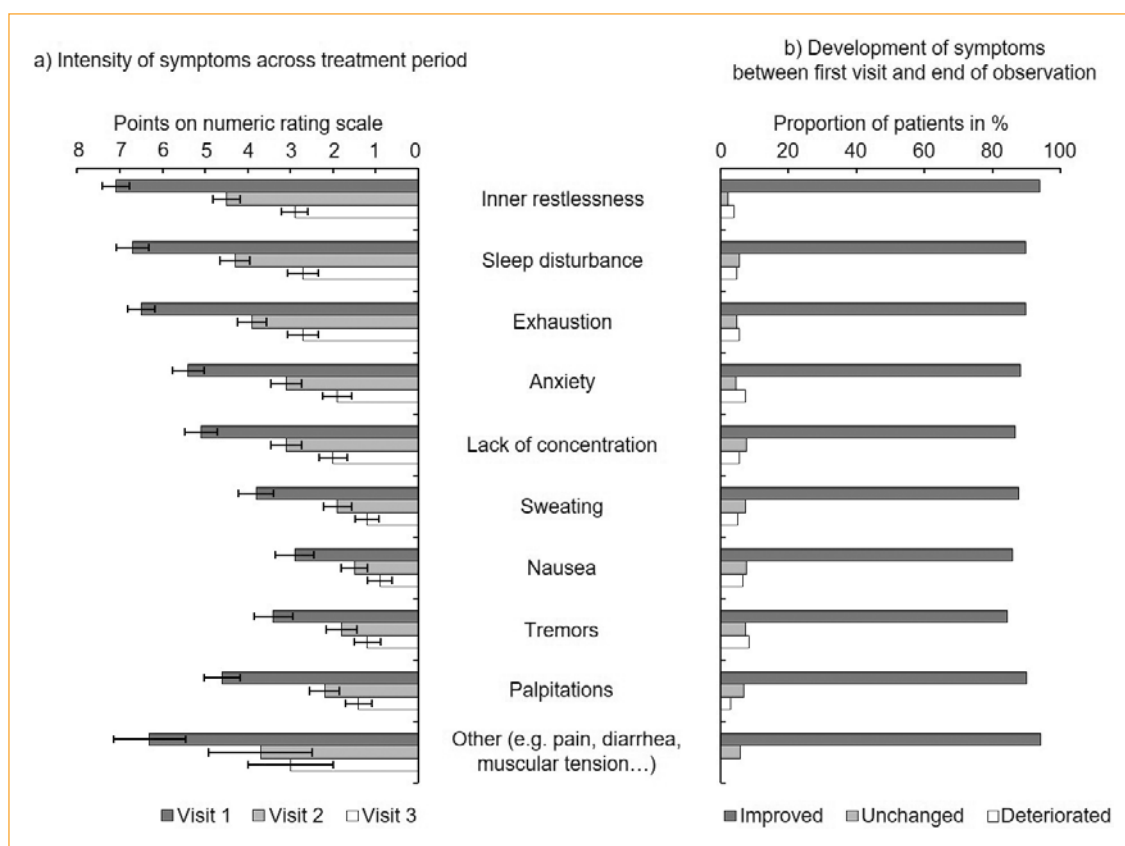 a) Intensity of symptoms across treatment period
b) Development of symptoms
between first visit and end of observation
Points on numeric rating scale
8 7 6 5 4 3 2 1 0
Proportion of patients in %
0 20 40 60 80 100
Inner restlessness
Sleep disturbance
Exhaustion
Anxiety
Lack of concentration
Sweating
Nausea
Tremors
Palpitations
Other (e.g. pain, diarrhea,
muscular tension…)
Visit 1 Visit 2 Visit 3
Improved Unchanged Deteriorated